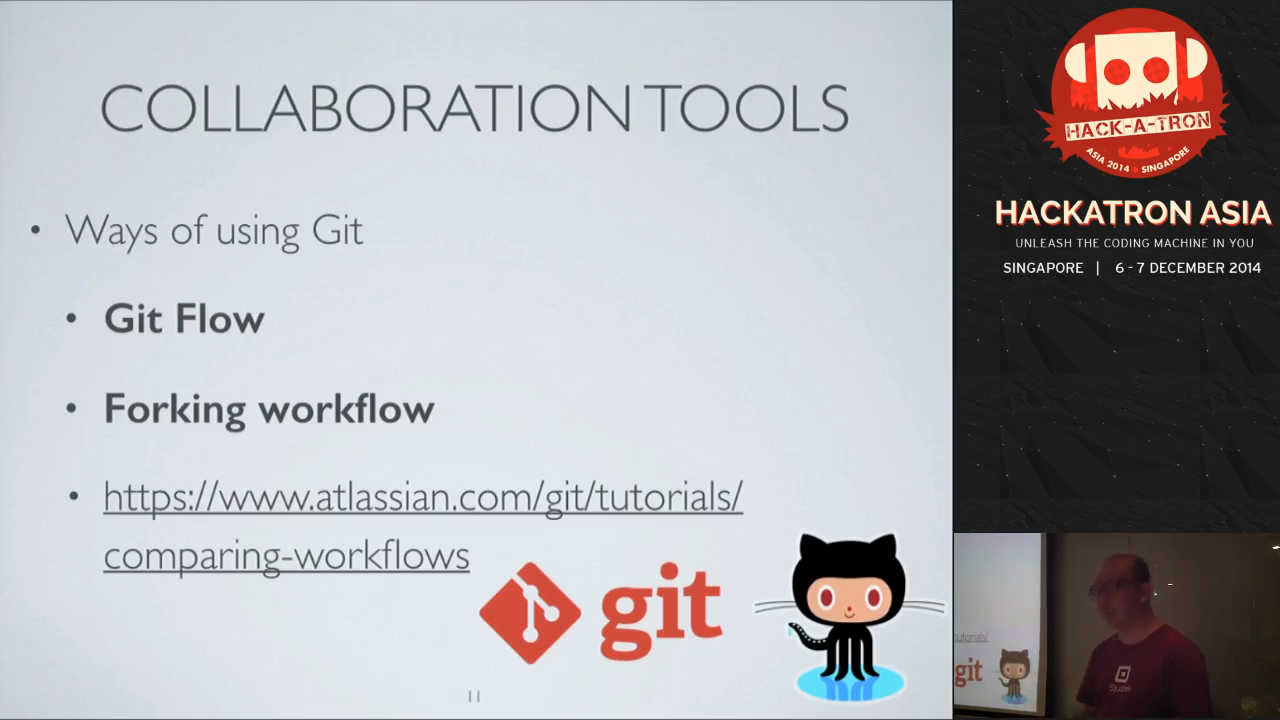 COLLABORATION TOOLS
• Ways of using Git
• Git Flow
• Forking workflow
• https://www.atlassian.com/git/tutorials/
comparing-workflows
git
11
HACK-A-TRON
ASIA 2014 SINGAPORE
HACKATRON ASIA
UNLEASH THE CODING MACHINE IN YOU
SINGAPORE | 6 - 7 DECEMBER 2014
tutorials/
git